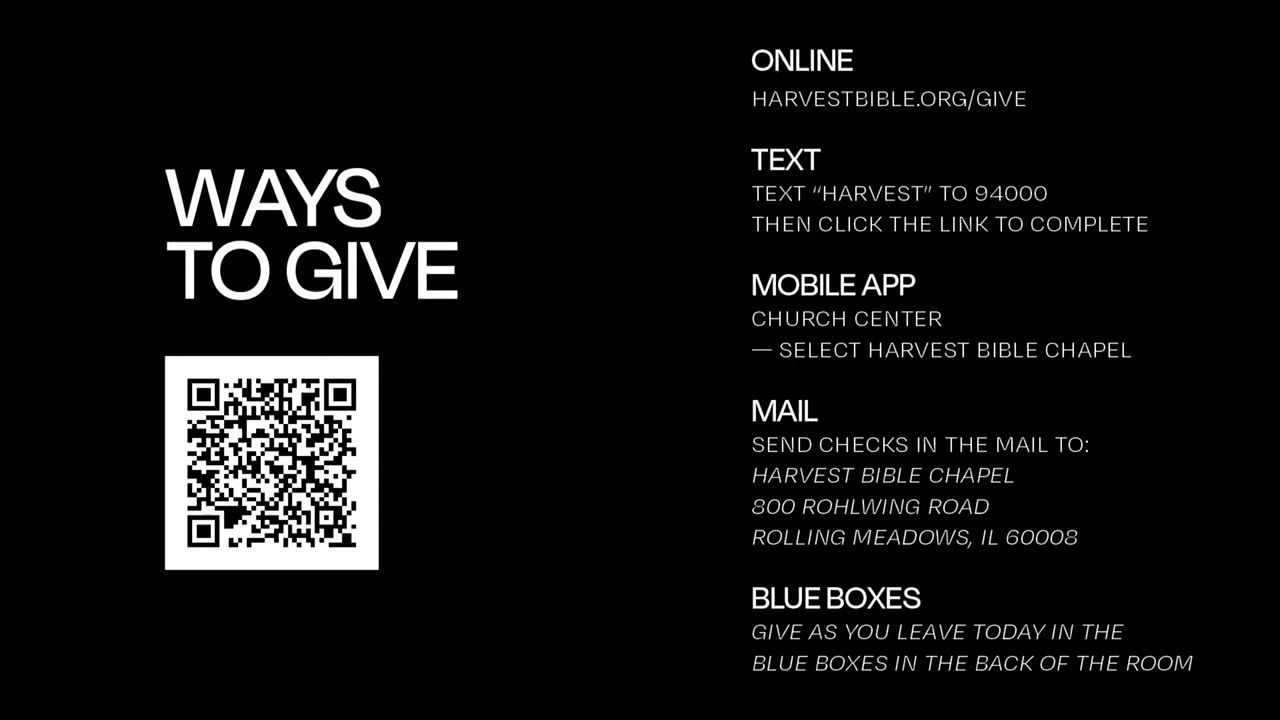 WAYS
TO GIVE
ONLINE
HARVESTBIBLE.ORG/GIVE
TEXT
TEXT “HARVEST” TO 94000
THEN CLICK THE LINK TO COMPLETE
MOBILE APP
CHURCH CENTER
— SELECT HARVEST BIBLE CHAPEL
MAIL
SEND CHECKS IN THE MAIL TO:
HARVEST BIBLE CHAPEL
800 ROHLWING ROAD
ROLLING MEADOWS, IL 60008
BLUE BOXES
GIVE AS YOU LEAVE TODAY IN THE
BLUE BOXES IN THE BACK OF THE ROOM